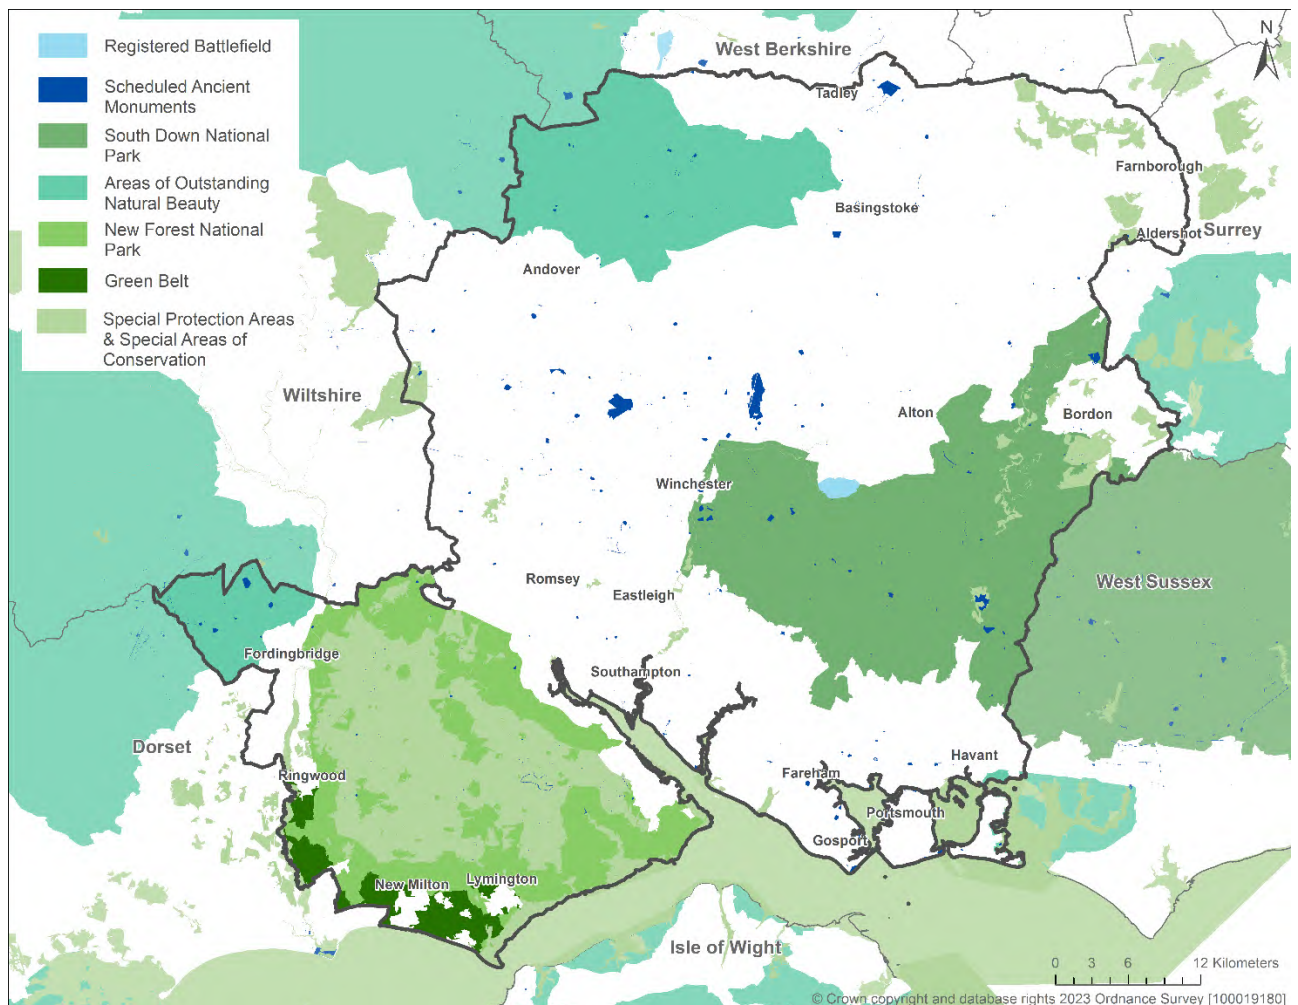 Registered Battlefield
Scheduled Ancient
Monuments
South Down National
Park
Areas of Outstanding
Natural Beauty
New Forest National
Park
Green Belt
Special Protection Areas
& Special Areas of
Conservation
West Berkshire
N
Tadley
Farnborough
Basingstoke
Aldershot
Surrey
Andover
Wiltshire
Alton
Bordon
Winchester
Romsey
Eastleigh
West Sussex
Fordingbridge
Southampton
Dorset
Ringwood
Havant
Fareham
Portsmouth
Gosport
New Milton
Lymington
Isle of Wight
0 3 6 12 Kilometers
© Crown copyright and database rights 2023 Ordnance Survey [100019180]